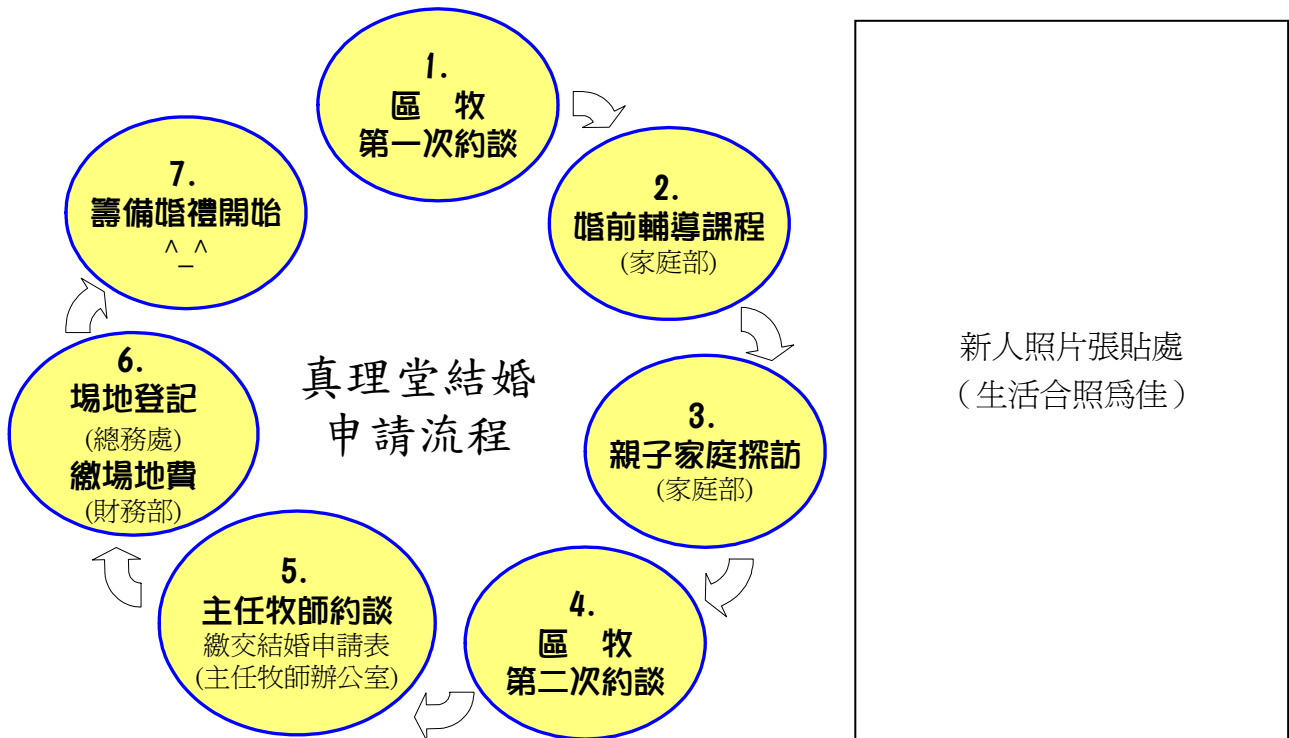 1.
區 牧
第一次約談
2.
婚前輔導課程
(家庭部)
3.
親子家庭探訪
(家庭部)
4.
區 牧
第二次約談
5.
主任牧師約談
繳交結婚申請表
(主任牧師辦公室)
6.
場地登記
(總務處)
繳場地費
(財務部)
7.
籌備婚禮開始
^_^
真理堂結婚
申請流程
新人照片張貼處
（生活合照為佳）